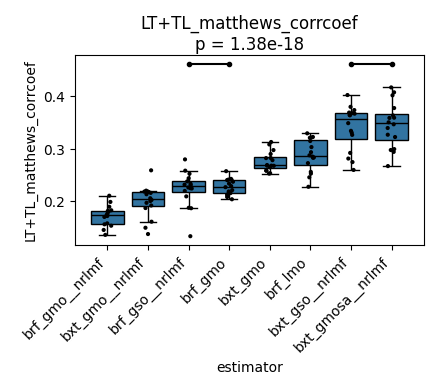 LT+TL_matthews_corrcoef
p = 1.38e-18
LT+TL_matthews_corrcoef
0.4
0.3
0.2
brf_gmo__nrlmf
bxt_gmo__nrlmf
brf_gso__nrlmf
brf_gmo
bxt_gmo
brf_lmo
bxt_gso__nrlmf
bxt_gmosa__nrlmf
estimator